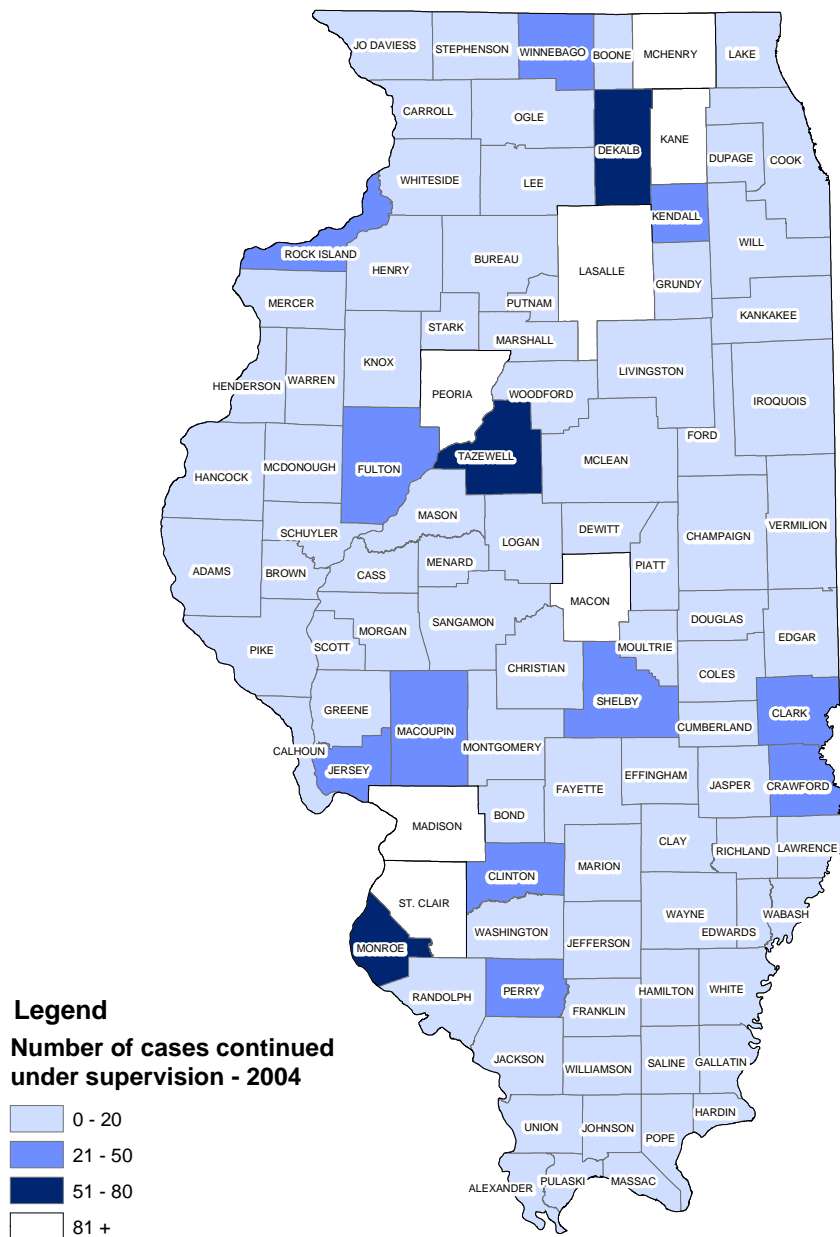 JO DAVIESS
STEPHENSON
WINNEBAGO
BOONE
MCHENRY
LAKE
CARROLL
OGLE
DEKALB
KANE
DUPAGE
COOK
WHITESIDE
LEE
KENDALL
WILL
ROCK ISLAND
HENRY
BUREAU
LASALLE
GRUNDY
MERCER
PUTNAM
KANKAKEE
STARK
MARSHALL
KNOX
HENDERSON
WARREN
PEORIA
WOODFORD
LIVINGSTON
IROQUOIS
FORD
HANCOCK
MCDONOUGH
FULTON
TAZEWELL
MCLEAN
MASON
SCHUYLER
LOGAN
DEWITT
CHAMPAIGN
VERMILION
ADAMS
BROWN
CASS
MENARD
PIATT
MACON
PIKE
SCOTT
MORGAN
SANGAMON
DOUGLAS
EDGAR
MOULTRIE
CHRISTIAN
COLES
GREENE
SHELBY
CLARK
CUMBERLAND
MACOUPIN
CALHOUN
JERSEY
MONTGOMERY
FAYETTE
EFFINGHAM
JASPER
CRAWFORD
MADISON
BOND
CLAY
RICHLAND
LAWRENCE
CLINTON
MARION
ST. CLAIR
WAYNE
EDWARDS
WABASH
WASHINGTON
JEFFERSON
MONROE
RANDOLPH
PERRY
HAMILTON
WHITE
FRANKLIN
JACKSON
WILLIAMSON
SALINE
GALLATIN
UNION
JOHNSON
POPE
HARDIN
ALEXANDER
PULASKI
MASSAC
Legend
Number of cases continued
under supervision - 2004
0 - 20
21 - 50
51 - 80
81 +